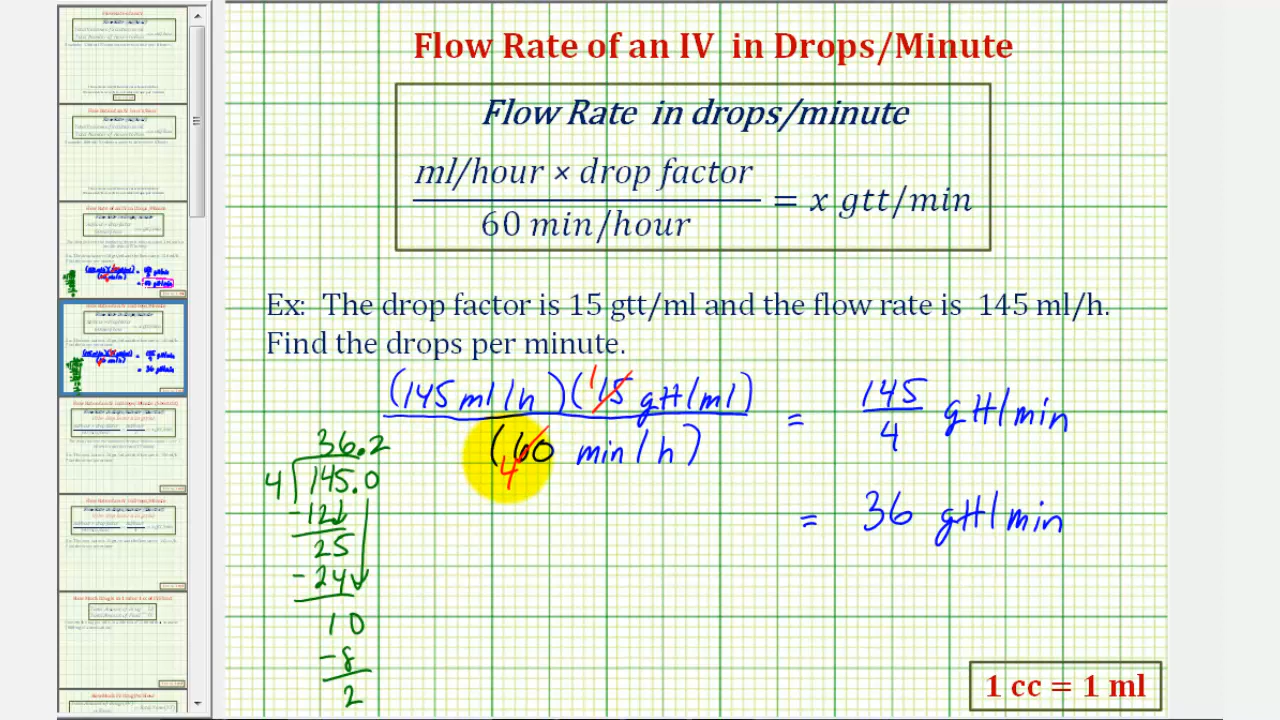 Flow Rate of an IV in Drops/Minute
Flow Rate in drops/minute
ml/hour × drop factor
60 min/hour
= x gtt/min
Ex: The drop factor is 15 gtt/ml and the flow rate is 145 ml/h.
Find the drops per minute.
(145 ml/h)(15 gtt/ml)
1
(60 min/h)
4
= 145
4
gtt/min
= 36 gtt/min
36.2
4 145.0
-12
25
-24
10
-8
2
1 cc = 1 ml